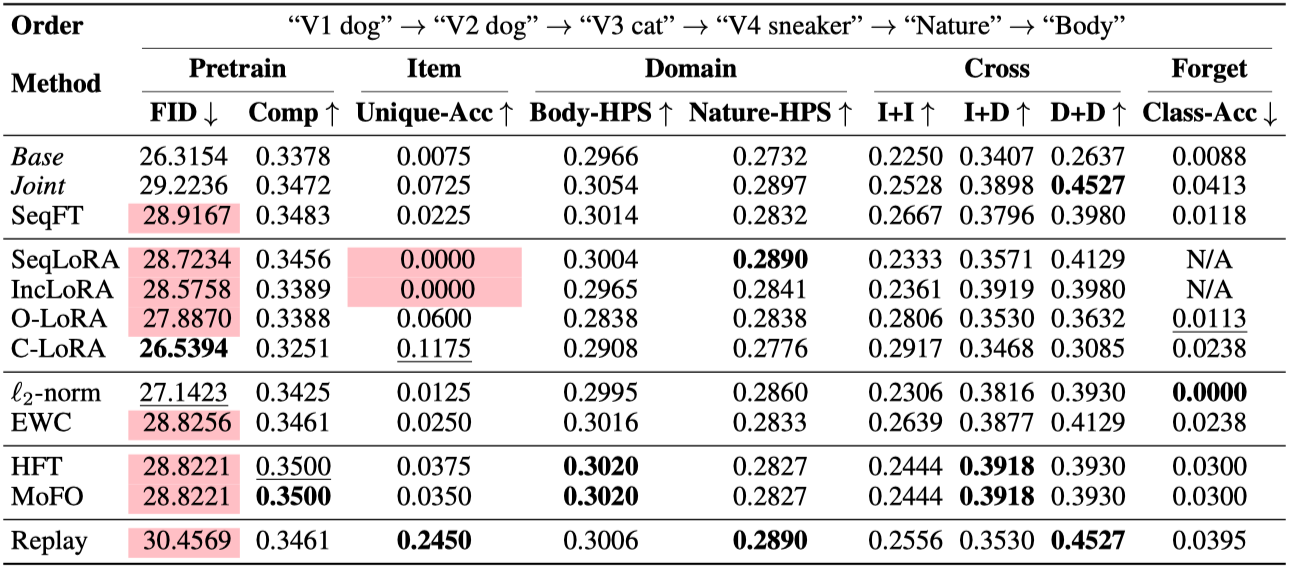 Order “V1 dog” → “V2 dog” → “V3 cat” → “V4 sneaker” → “Nature” → “Body”
Method Pretrain Item Domain Cross Forget
FID ↓ Comp ↑ Unique-Acc ↑ Body-HPS ↑ Nature-HPS ↑ I+I ↑ I+D ↑ D+D ↑ Class-Acc ↓
Base 26.3154 0.3378 0.0075 0.2966 0.2732 0.2250 0.3407 0.2637 0.0088
Joint 29.2236 0.3472 0.0725 0.3054 0.2897 0.2528 0.3898 0.4527 0.0413
SeqFT 28.9167 0.3483 0.0225 0.3014 0.2832 0.2667 0.3796 0.3980 0.0118
SeqLoRA 28.7234 0.3456 0.0000 0.3004 0.2890 0.2333 0.3571 0.4129 N/A
IncLoRA 28.5758 0.3389 0.0000 0.2965 0.2841 0.2361 0.3919 0.3980 N/A
O-LoRA 27.8870 0.3388 0.0600 0.2838 0.2838 0.2806 0.3530 0.3632 0.0113
C-LoRA 26.5394 0.3251 0.1175 0.2908 0.2776 0.2917 0.3468 0.3085 0.0238
ℓ2-norm 27.1423 0.3425 0.0125 0.2995 0.2860 0.2306 0.3816 0.3930 0.0000
EWC 28.8256 0.3461 0.0250 0.3016 0.2833 0.2639 0.3877 0.4129 0.0238
HFT 28.8221 0.3500 0.0375 0.3020 0.2827 0.2444 0.3918 0.3930 0.0300
MoFO 28.8221 0.3500 0.0350 0.3020 0.2827 0.2444 0.3918 0.3930 0.0300
Replay 30.4569 0.3461 0.2450 0.3006 0.2890 0.2556 0.3530 0.4527 0.0395